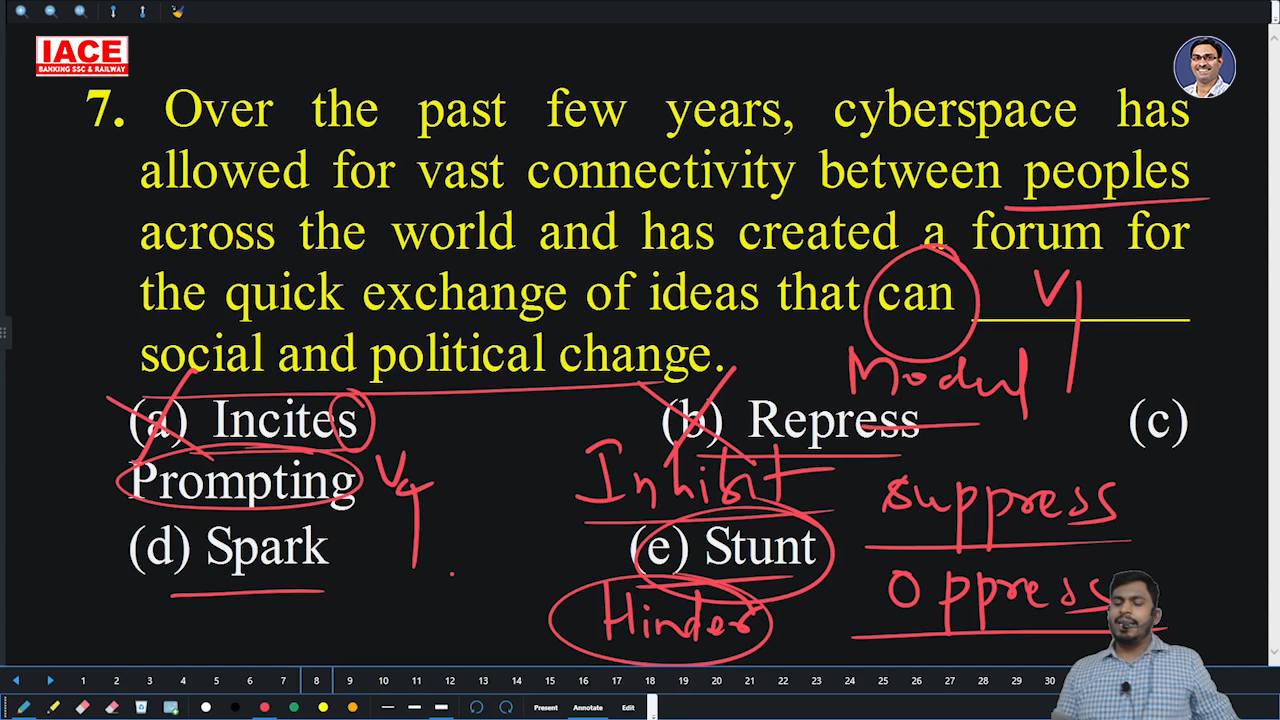 IACE
BANKING SSC & RAILWAY
7. Over the past few years, cyberspace has
allowed for vast connectivity between peoples
across the world and has created a forum for
the quick exchange of ideas that can V1
social and political change.
Modul
(a) Incites (b) Repress (c)
Prompting V4 Inhibit suppress
(d) Spark (e) Stunt
Hinder Oppress
1 2 3 4 5 6 7 8 9 10 11 12 13 14 15 16 17 18 19 20 21 22 23 24 25 26 27 28 29 30
Present Annotate Edit